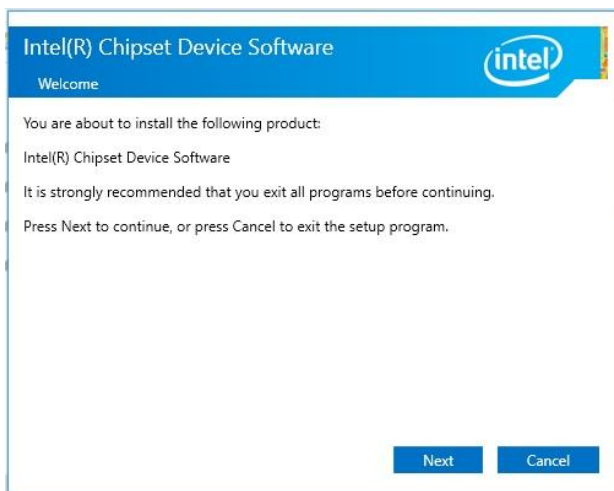 Intel(R) Chipset Device Software
intel
Welcome
You are about to install the following product:
Intel(R) Chipset Device Software
It is strongly recommended that you exit all programs before continuing.
Press Next to continue, or press Cancel to exit the setup program.
Next
Cancel